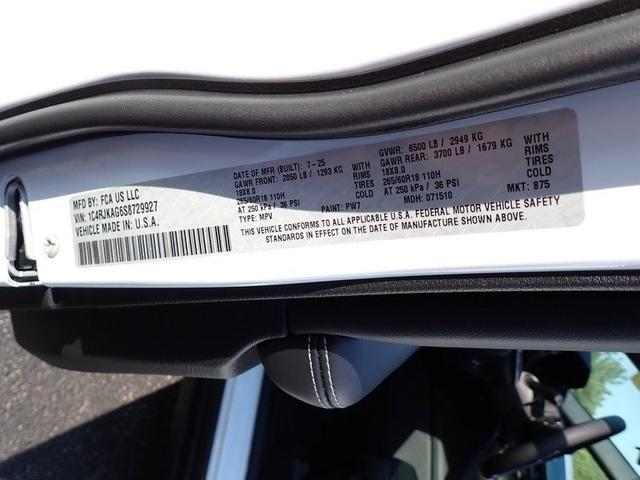 MFD BY: FCA US LLC
VIN: 1C4RJKAG6S8729927
VEHICLE MADE IN: U.S.A.
DATE OF MFR (BUILT): 7-25
GAWR FRONT: 2850 LB / 1293 KG WITH
18X8.0 RIMS
265/60R18 110H TIRES
AT 250 kPa / 36 PSI COLD
TYPE: MPV PAINT: PW7
GVWR: 6500 LB / 2949 KG
GAWR REAR: 3700 LB / 1679 KG WITH
18X8.0 RIMS
265/60R18 110H TIRES
AT 250 kPa / 36 PSI COLD
MDH: 071510 MKT: 875
THIS VEHICLE CONFORMS TO ALL APPLICABLE U.S.A. FEDERAL MOTOR VEHICLE SAFETY
STANDARDS IN EFFECT ON THE DATE OF MANUFACTURE SHOWN ABOVE.